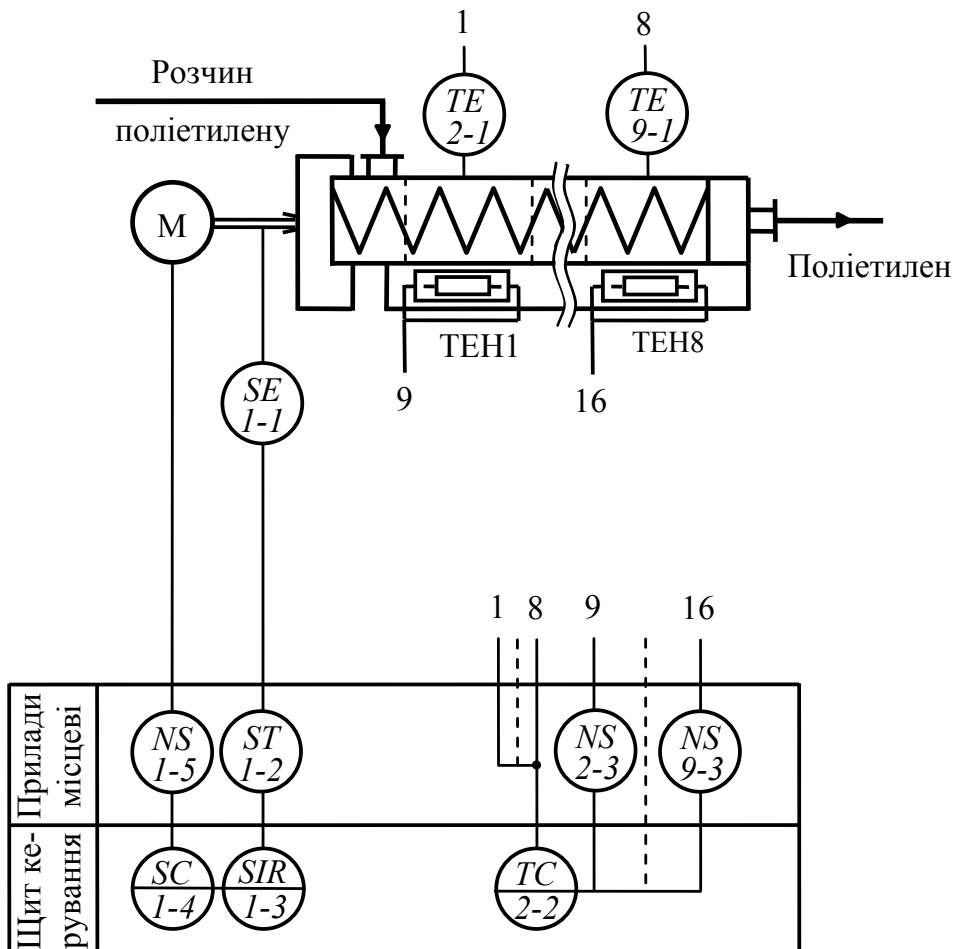 1
8
Розчин
поліетилену
TE
2-1
TE
9-1
М
Поліетилен
ТЕН1
ТЕН8
9
16
SE
1-1
1
8
9
16
Прилади
місцеві
NS
1-5
ST
1-2
NS
2-3
NS
9-3
Щит ке-
рування
SC
1-4
SIR
1-3
TC
2-2